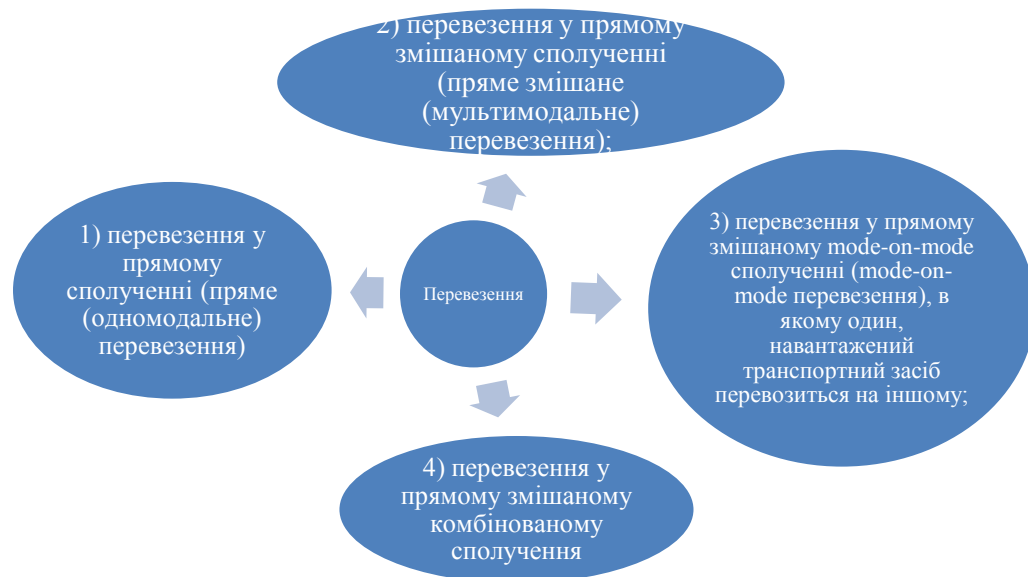 2) перевезення у прямому
змішаному сполученні
(пряме змішане
(мультимодальне)
перевезення);
1) перевезення у
прямому
сполученні (пряме
(одномодальне)
перевезення)
Перевезення
3) перевезення у прямому
змішаному mode-on-mode
сполученні (mode-on-
mode перевезення), в
якому один,
навантажений
транспортний засіб
перевозиться на іншому;
4) перевезення у
прямому змішаному
комбінованому
сполучення